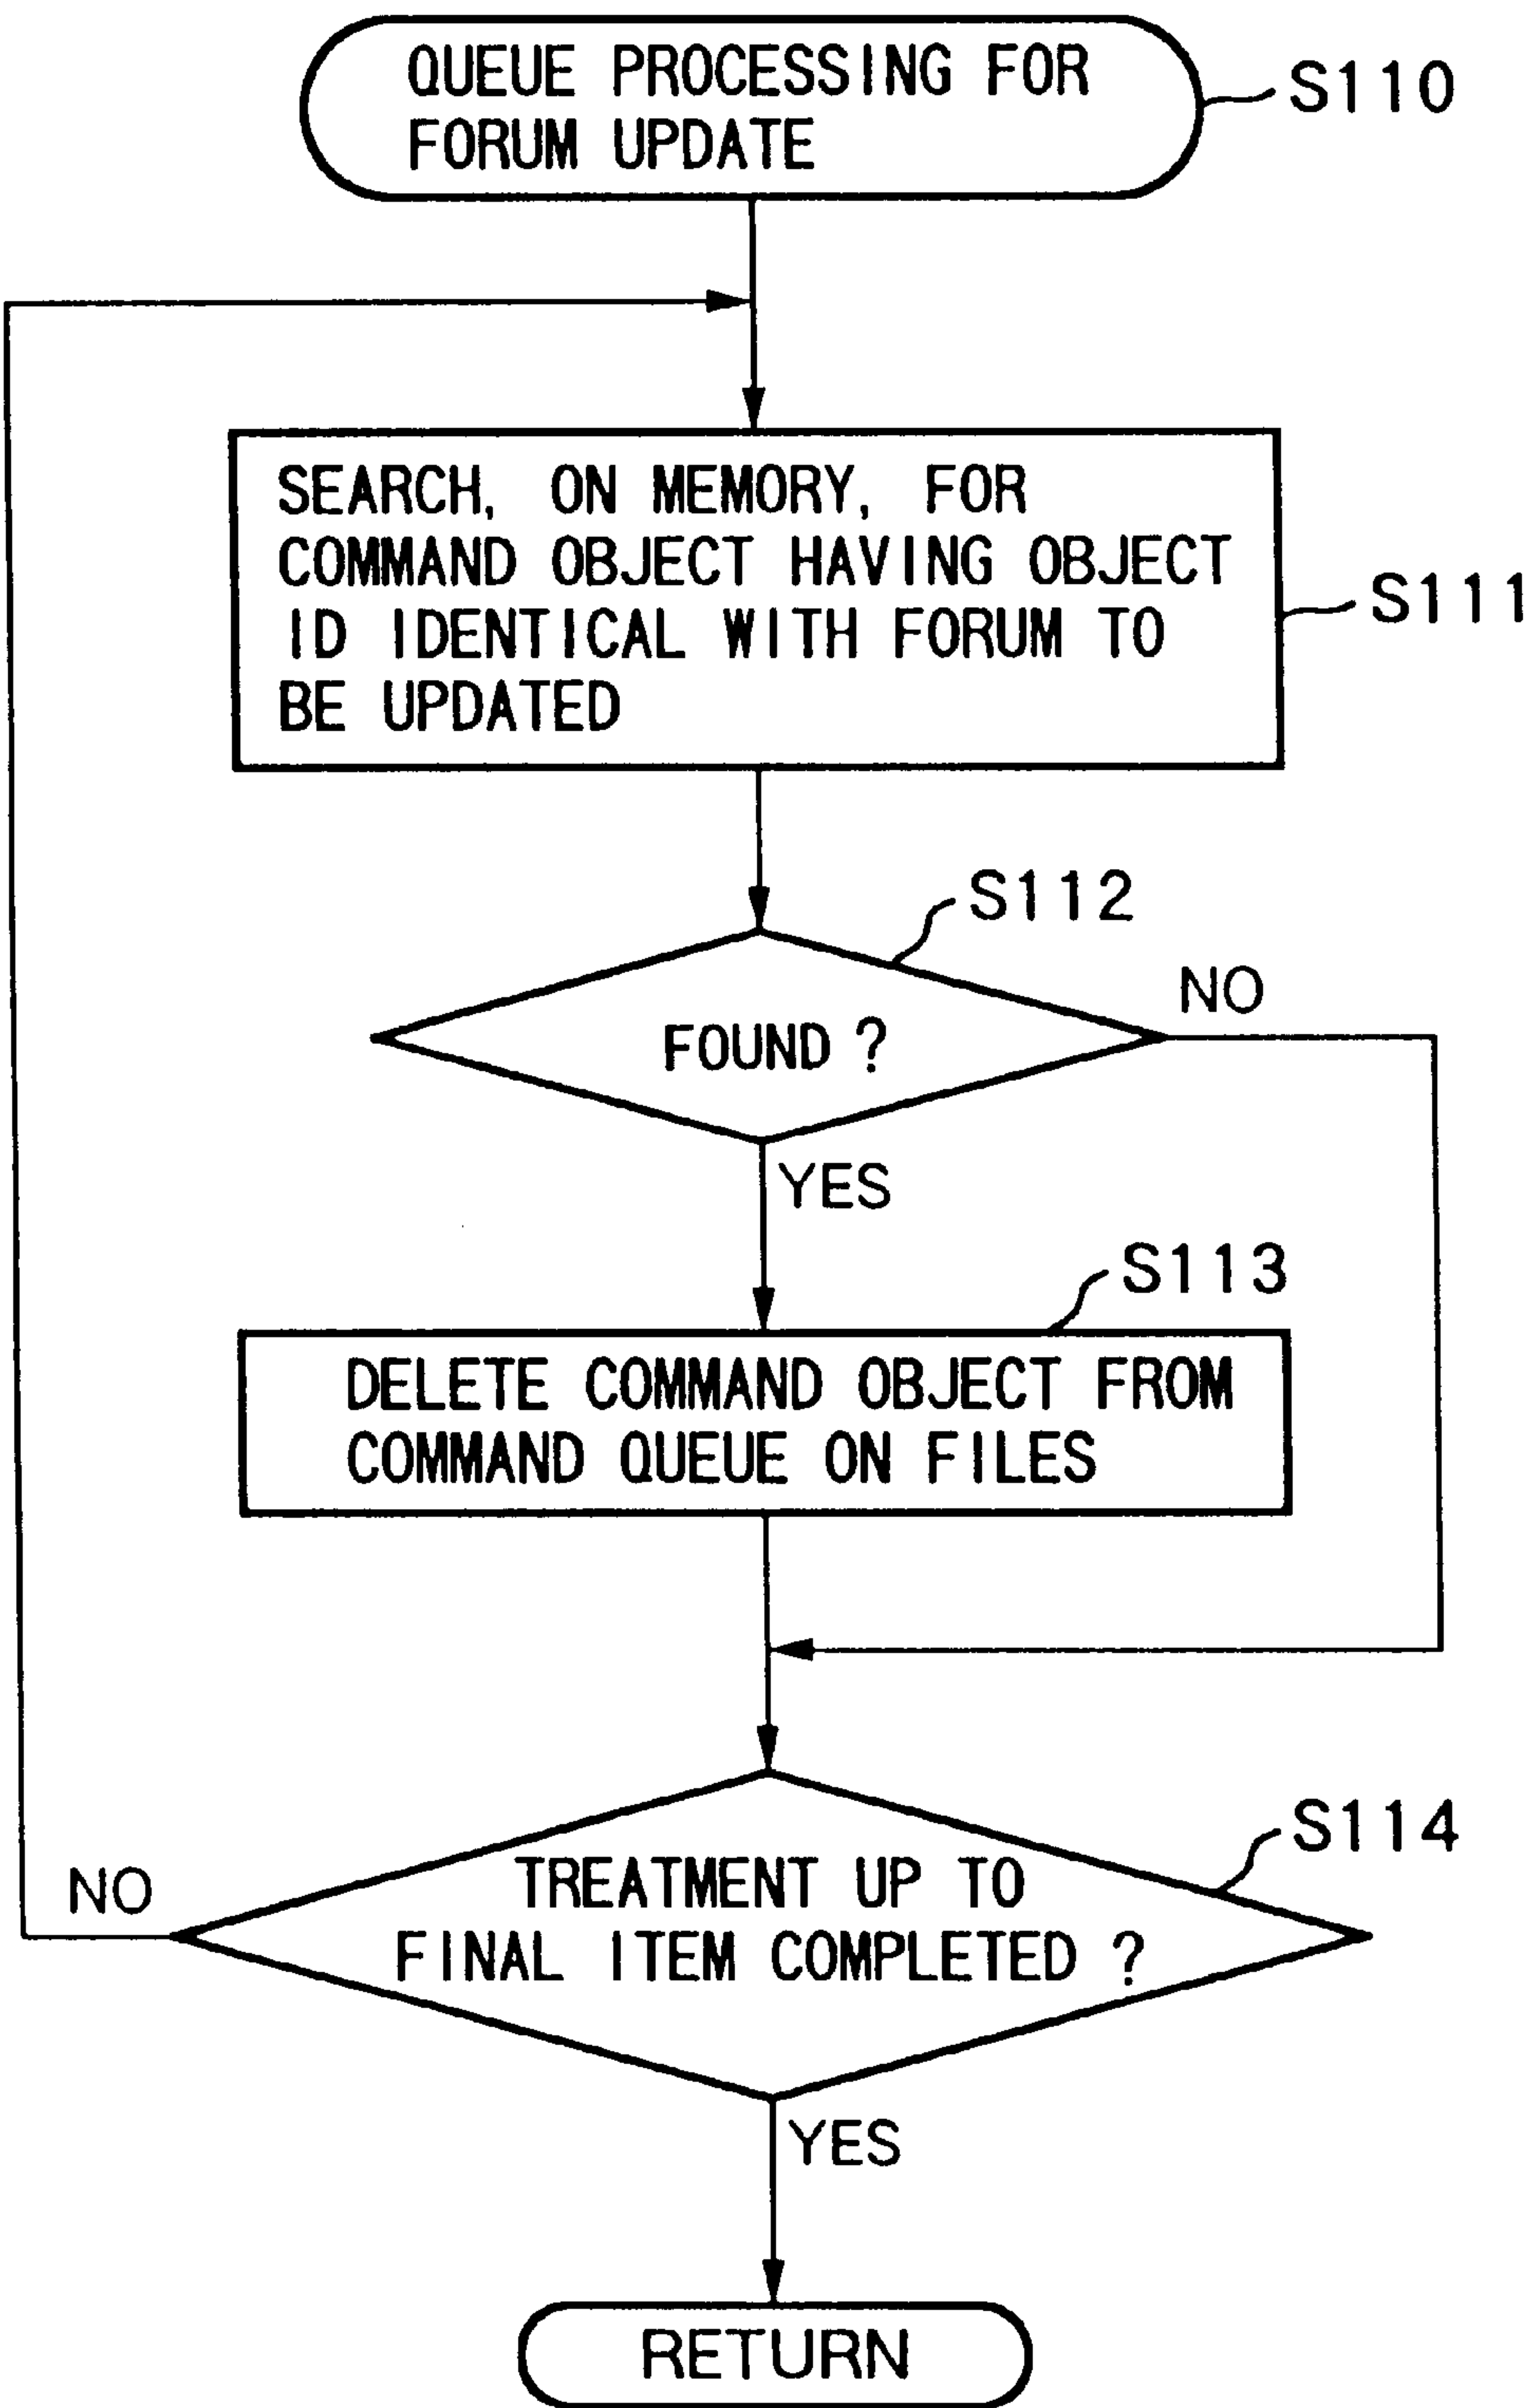 QUEUE PROCESSING FOR
FORUM UPDATE
S110
SEARCH, ON MEMORY, FOR
COMMAND OBJECT HAVING OBJECT
ID IDENTICAL WITH FORUM TO
BE UPDATED
S111
S112
FOUND ?
NO
YES
S113
DELETE COMMAND OBJECT FROM
COMMAND QUEUE ON FILES
S114
TREATMENT UP TO
FINAL ITEM COMPLETED ?
NO
YES
RETURN